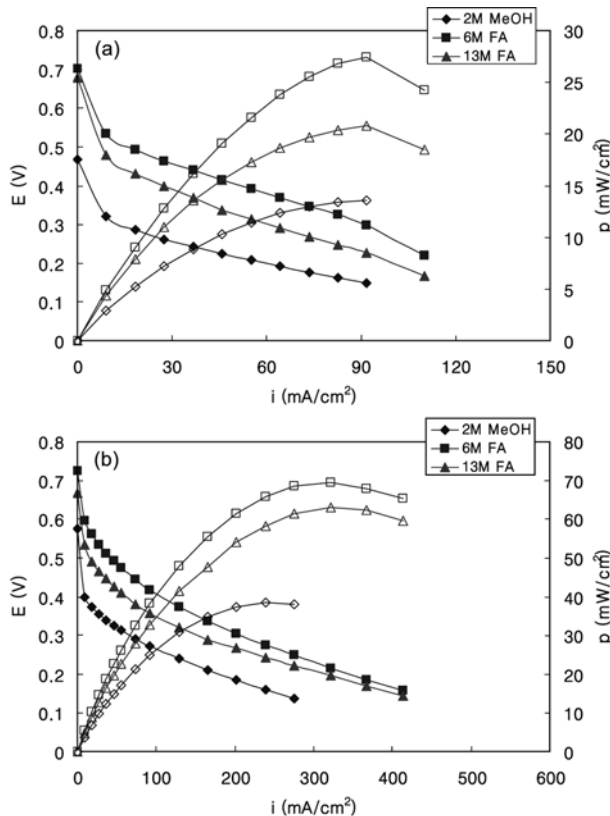 (a)
2M MeOH
6M FA
13M FA
0.8
0.7
0.6
0.5
0.4
0.3
0.2
0.1
0
E (V)
30
25
20
15
10
5
0
p (mW/cm²)
0 30 60 90 120 150
i (mA/cm²)
(b)
2M MeOH
6M FA
13M FA
0.8
0.7
0.6
0.5
0.4
0.3
0.2
0.1
0
E (V)
80
70
60
50
40
30
20
10
0
p (mW/cm²)
0 100 200 300 400 500 600
i (mA/cm²)